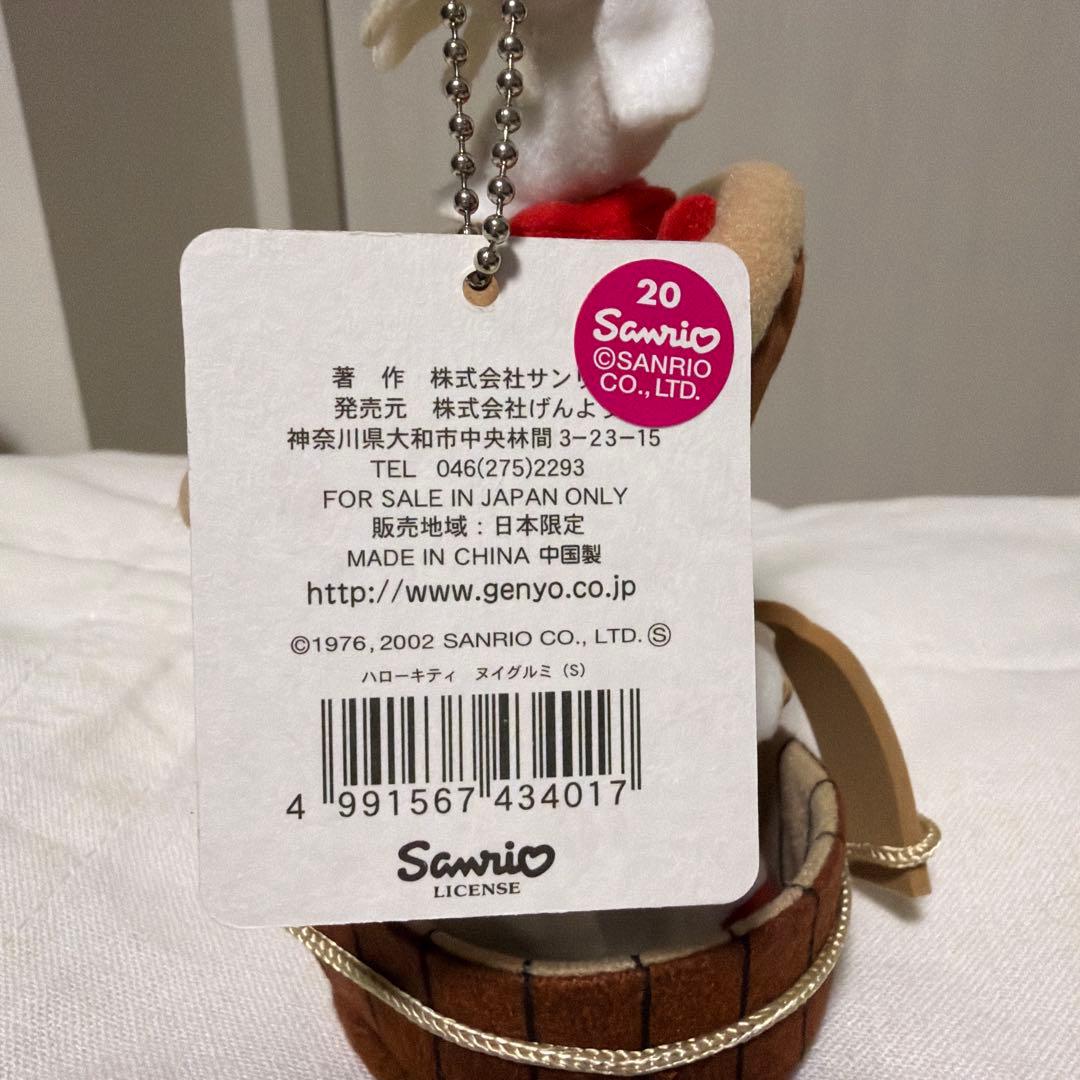 20
Sanrio
©SANRIO
CO., LTD.
著 作 株式会社サン
発売元 株式会社げんよ
神奈川県大和市中央林間3-23-15
TEL 046(275)2293
FOR SALE IN JAPAN ONLY
販売地域：日本限定
MADE IN CHINA 中国製
http://www.genyo.co.jp
©1976, 2002 SANRIO CO., LTD. Ⓢ
ハローキティ ヌイグルミ（S）
4 991567 434017
Sanrio
LICENSE